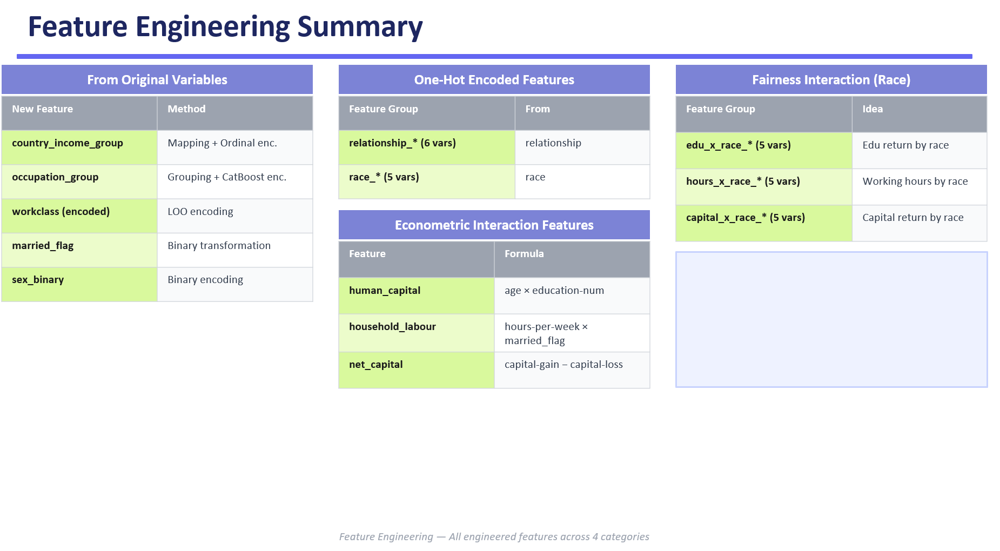 Feature Engineering Summary
From Original Variables
New Feature Method
country_income_group Mapping + Ordinal enc.
occupation_group Grouping + CatBoost enc.
workclass (encoded) LOO encoding
married_flag Binary transformation
sex_binary Binary encoding
One-Hot Encoded Features
Feature Group From
relationship_* (6 vars) relationship
race_* (5 vars) race
Econometric Interaction Features
Feature Formula
human_capital age × education-num
household_labour hours-per-week ×
married_flag
net_capital capital-gain − capital-loss
Fairness Interaction (Race)
Feature Group Idea
edu_x_race_* (5 vars) Edu return by race
hours_x_race_* (5 vars) Working hours by race
capital_x_race_* (5 vars) Capital return by race
Feature Engineering — All engineered features across 4 categories